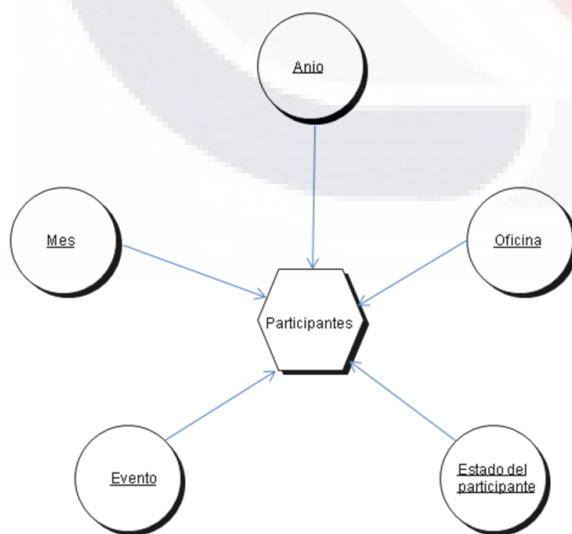 Anio
Mes
Oficina
Participantes
Evento
Estado del
participante